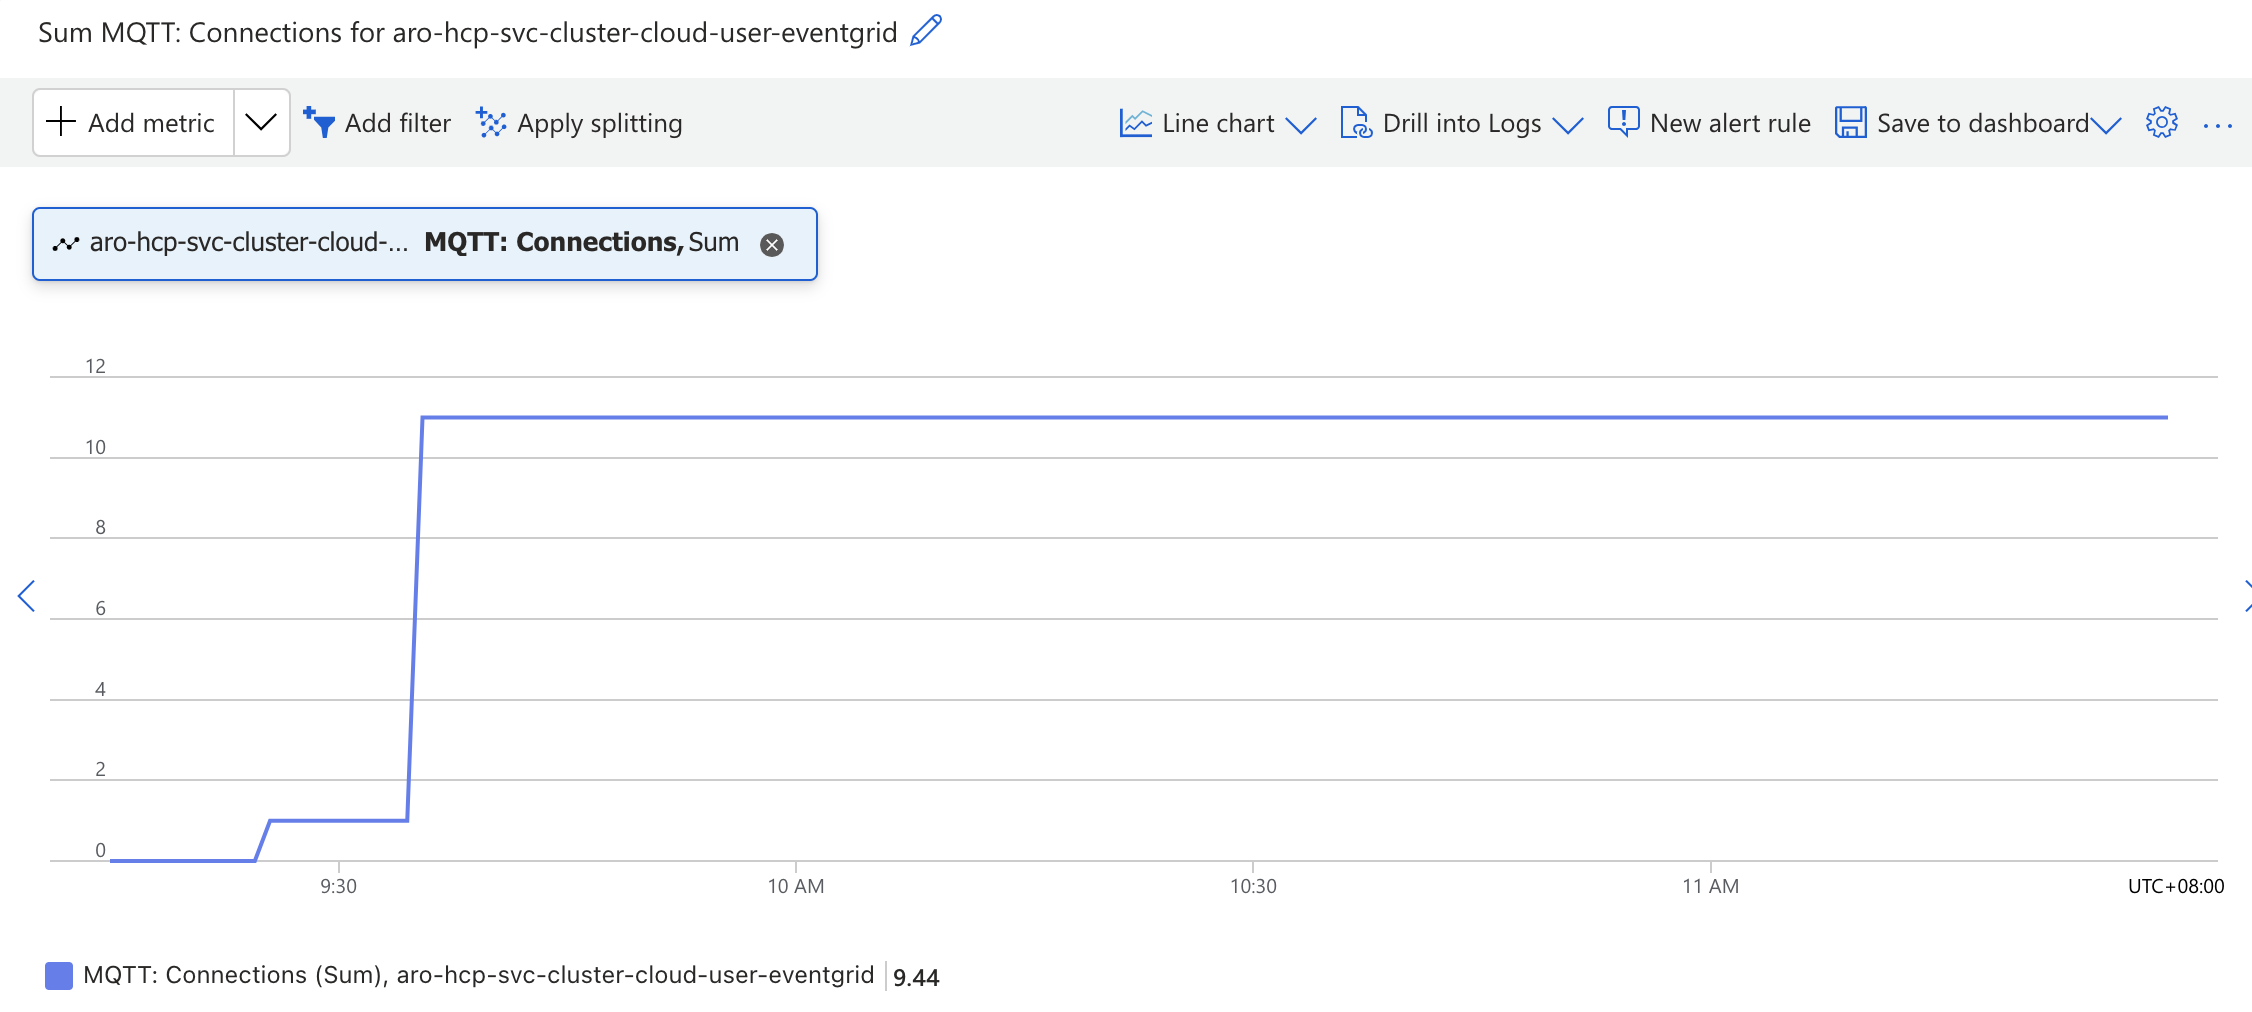 Sum MQTT: Connections for aro-hcp-svc-cluster-cloud-user-eventgrid
Add metric Add filter Apply splitting Line chart Drill into Logs New alert rule Save to dashboard ...
aro-hcp-svc-cluster-cloud-... MQTT: Connections, Sum
12
10
8
6
4
2
0
9:30 10 AM 10:30 11 AM UTC+08:00
MQTT: Connections (Sum), aro-hcp-svc-cluster-cloud-user-eventgrid 9.44